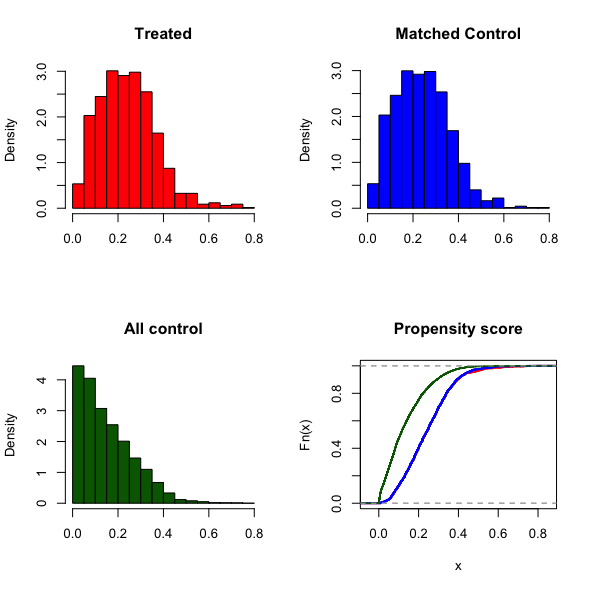 Treated
Density
0.0 1.0 2.0 3.0
0.0 0.2 0.4 0.6 0.8
Matched Control
Density
0.0 1.0 2.0 3.0
0.0 0.2 0.4 0.6 0.8
All control
Density
0 1 2 3 4
0.0 0.2 0.4 0.6 0.8
Propensity score
Fn(x)
0.0 0.4 0.8
0.0 0.2 0.4 0.6 0.8
x